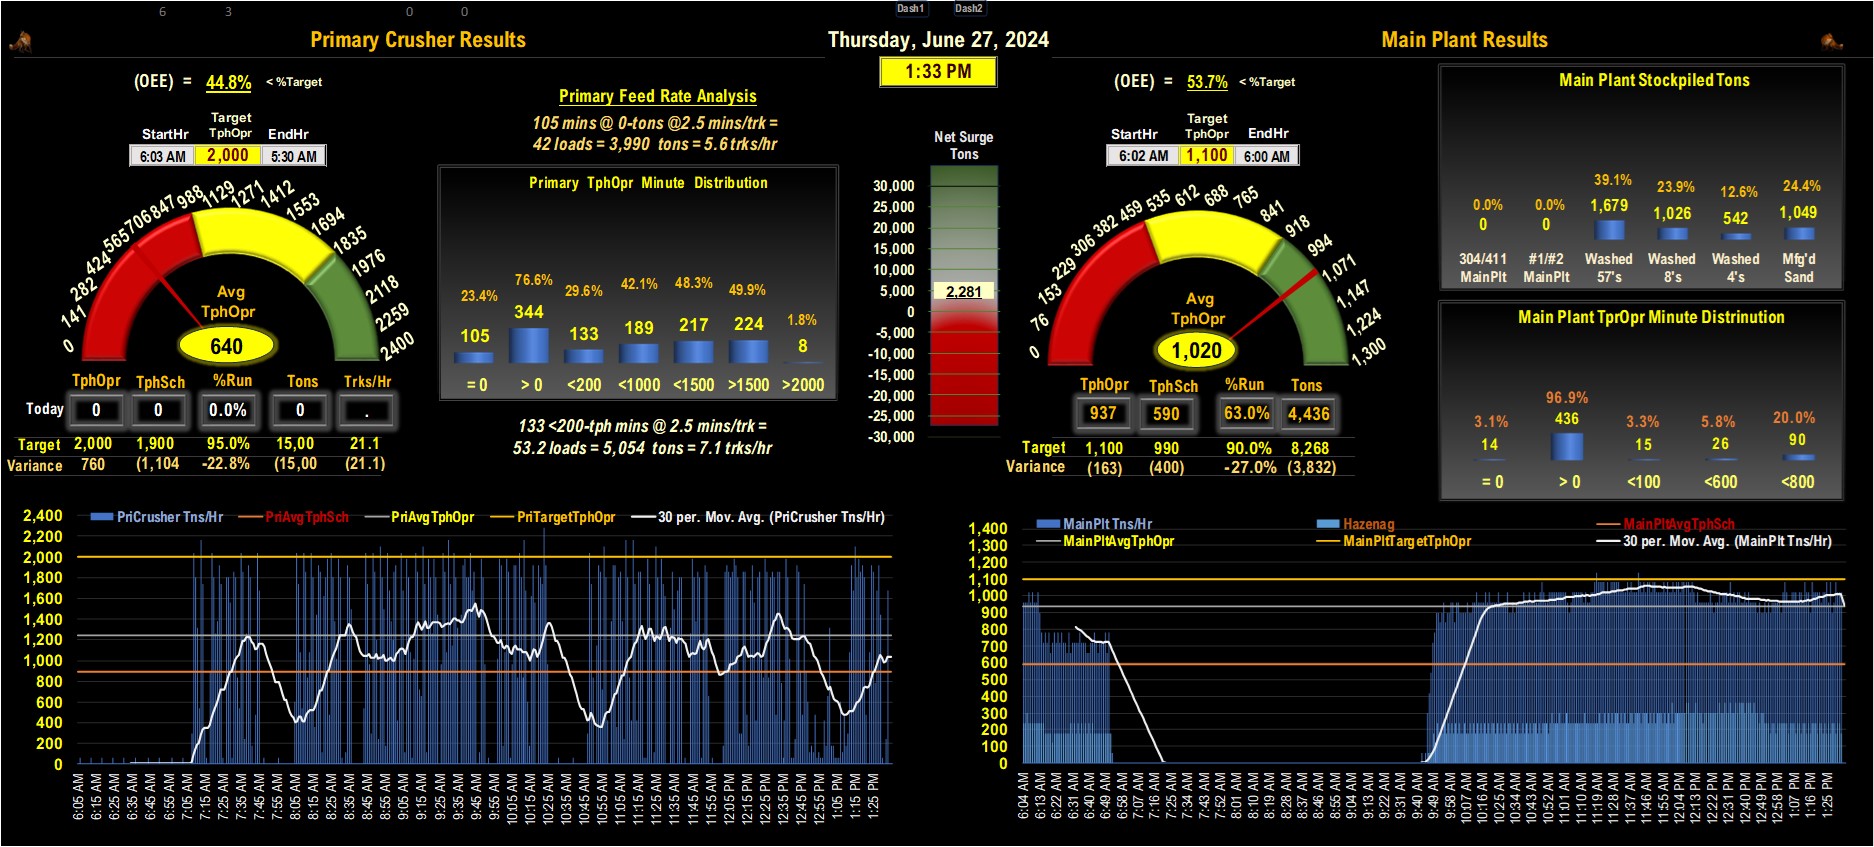 6 3 0 0 Dash1 Dash2
Primary Crusher Results
Thursday, June 27, 2024
Main Plant Results
1:33 PM
(OEE) = 44.8% < %Target
Target
StartHr TphOpr EndHr
6:03 AM 2,000 5:30 AM
0 141 282 424 565 706 847 988 1129 1271 1412 1553 1694 1835 1976 2118 2259 2400
Avg
TphOpr
640
TphOpr TphSch %Run Tons Trks/Hr
Today 0 0 0.0% 0 .
Target 2,000 1,900 95.0% 15,00 21.1
Variance 760 (1,104 -22.8% (15,00 (21.1)
Primary Feed Rate Analysis
105 mins @ 0-tons @2.5 mins/trk =
42 loads = 3,990 tons = 5.6 trks/hr
Primary TphOpr Minute Distribution
23.4% 76.6% 29.6% 42.1% 48.3% 49.9% 1.8%
105 344 133 189 217 224 8
= 0 > 0 <200 <1000 <1500 >1500 >2000
133 <200-tph mins @ 2.5 mins/trk =
53.2 loads = 5,054 tons = 7.1 trks/hr
Net Surge
Tons
30,000
25,000
20,000
15,000
10,000
5,000
2,281
0
-5,000
-10,000
-15,000
-20,000
-25,000
-30,000
(OEE) = 53.7% < %Target
Target
StartHr TphOpr EndHr
6:02 AM 1,100 6:00 AM
0 76 153 229 306 382 459 535 612 688 765 841 918 994 1,071 1,147 1,224 1,300
Avg
TphOpr
1,020
TphOpr TphSch %Run Tons
937 590 63.0% 4,436
Target 1,100 990 90.0% 8,268
Variance (163) (400) -27.0% (3,832)
Main Plant Stockpiled Tons
0.0% 0.0% 39.1% 23.9% 12.6% 24.4%
0 0 1,679 1,026 542 1,049
304/411 #1/#2 Washed Washed Washed Mfg'd
MainPlt MainPlt 57's 8's 4's Sand
Main Plant TprOpr Minute Distrinution
3.1% 96.9% 3.3% 5.8% 20.0%
14 436 15 26 90
= 0 > 0 <100 <600 <800
PriCrusher Tns/Hr PriAvgTphSch PriAvgTphOpr PriTargetTphOpr 30 per. Mov. Avg. (PriCrusher Tns/Hr)
2,400
2,200
2,000
1,800
1,600
1,400
1,200
1,000
800
600
400
200
0
6:05 AM 6:15 AM 6:25 AM 6:35 AM 6:45 AM 6:55 AM 7:05 AM 7:15 AM 7:25 AM 7:35 AM 7:45 AM 7:55 AM 8:05 AM 8:15 AM 8:25 AM 8:35 AM 8:45 AM 8:55 AM 9:05 AM 9:15 AM 9:25 AM 9:35 AM 9:45 AM 9:55 AM 10:05 AM 10:15 AM 10:25 AM 10:35 AM 10:45 AM 10:55 AM 11:05 AM 11:15 AM 11:25 AM 11:35 AM 11:45 AM 11:55 AM 12:05 PM 12:15 PM 12:25 PM 12:35 PM 12:45 PM 12:55 PM 1:05 PM 1:15 PM 1:25 PM
MainPlt Tns/Hr Hazenag MainPltAvgTphSch
MainPltAvgTphOpr MainPltTargetTphOpr 30 per. Mov. Avg. (MainPlt Tns/Hr)
1,400
1,300
1,200
1,100
1,000
900
800
700
600
500
400
300
200
100
0
6:04 AM 6:13 AM 6:22 AM 6:31 AM 6:40 AM 6:49 AM 6:58 AM 7:07 AM 7:16 AM 7:25 AM 7:34 AM 7:43 AM 7:52 AM 8:01 AM 8:10 AM 8:19 AM 8:28 AM 8:37 AM 8:46 AM 8:55 AM 9:04 AM 9:13 AM 9:22 AM 9:31 AM 9:40 AM 9:49 AM 9:58 AM 10:07 AM 10:16 AM 10:25 AM 10:34 AM 10:43 AM 10:52 AM 11:01 AM 11:10 AM 11:19 AM 11:28 AM 11:37 AM 11:46 AM 11:55 AM 12:04 PM 12:13 PM 12:22 PM 12:31 PM 12:40 PM 12:49 PM 12:58 PM 1:07 PM 1:16 PM 1:25 PM